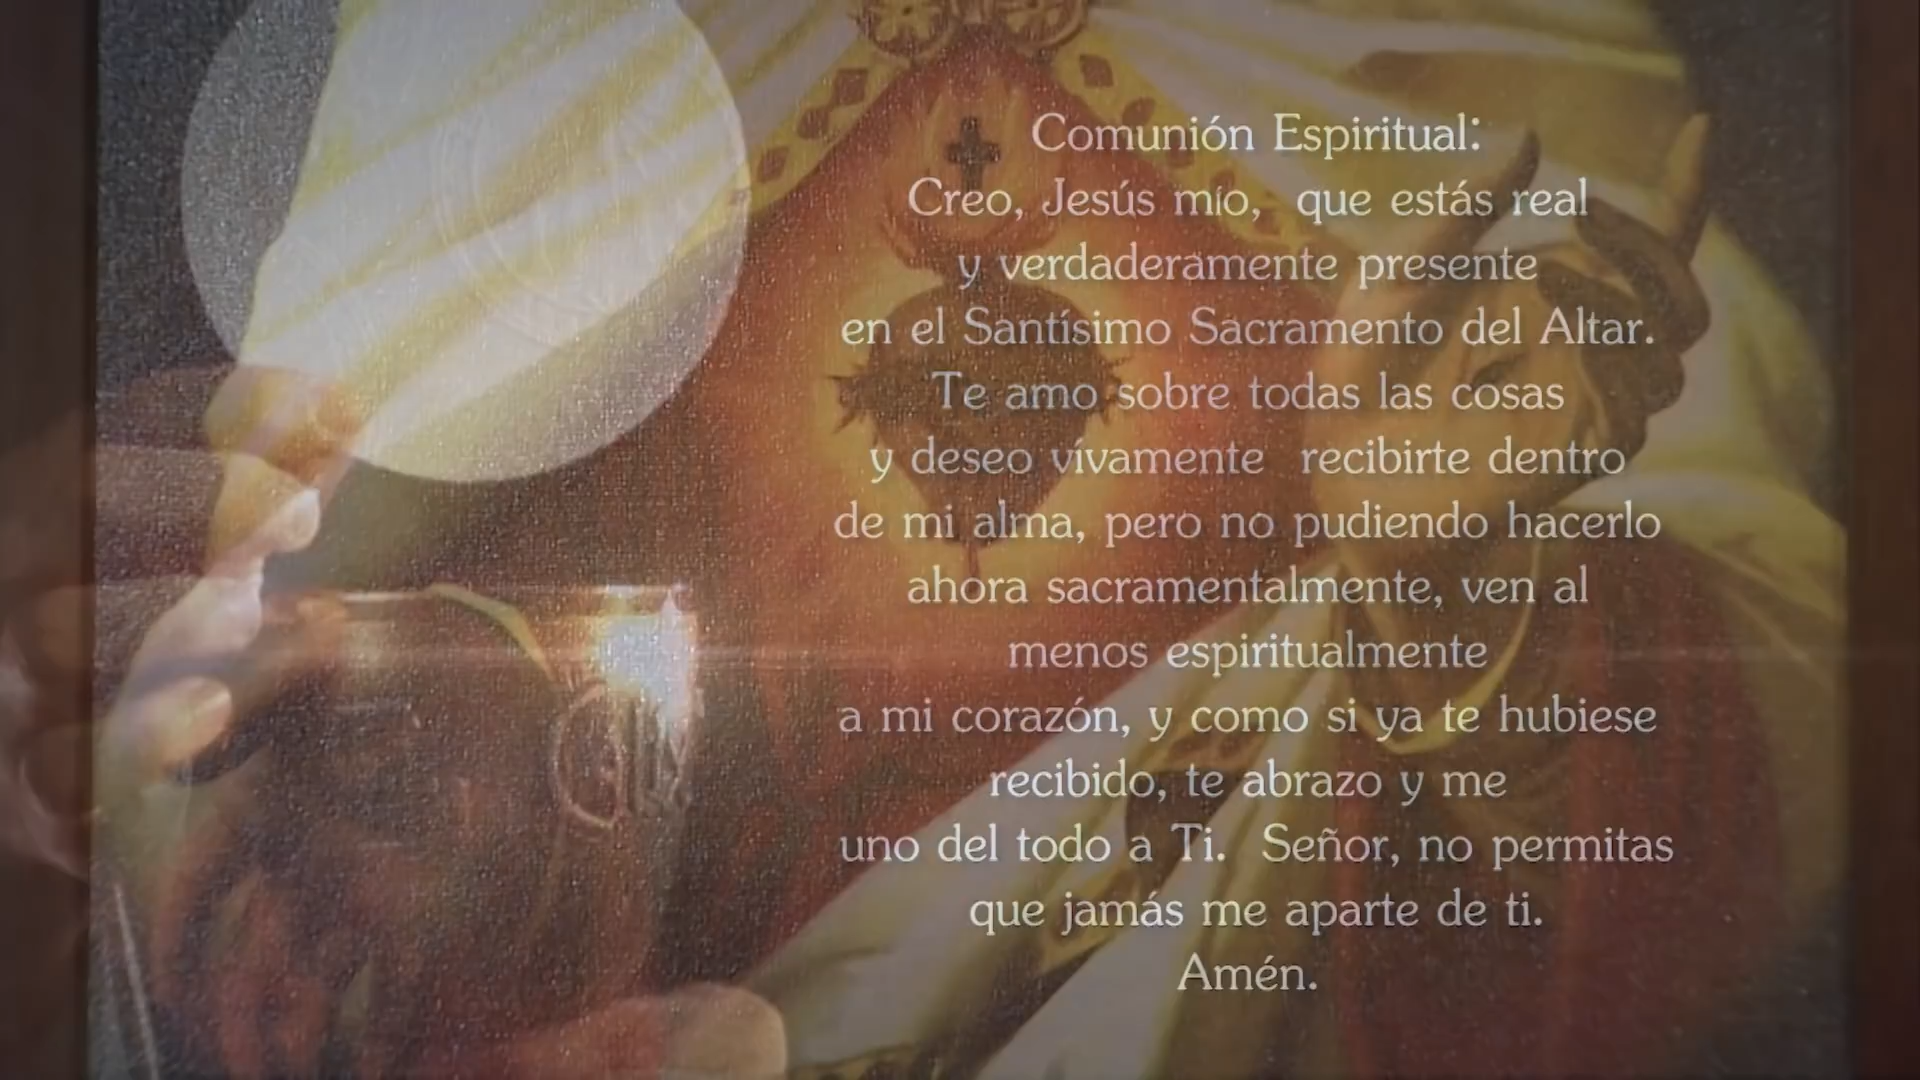 Comunión Espiritual:
Creo, Jesús mío, que estás real
y verdaderamente presente
en el Santísimo Sacramento del Altar.
Te amo sobre todas las cosas
y deseo vívamente recibirte dentro
de mi alma, pero no pudiendo hacerlo
ahora sacramentalmente, ven al
menos espiritualmente
a mi corazón, y como si ya te hubiese
recibido, te abrazo y me
uno del todo a Ti. Señor, no permitas
que jamás me aparte de ti.
Amén.